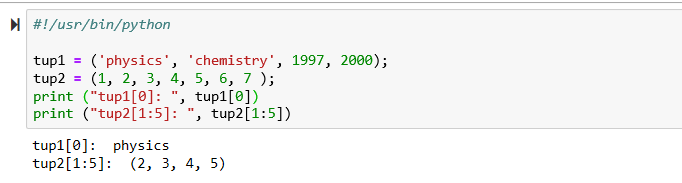 #!/usr/bin/python
tup1 = ('physics', 'chemistry', 1997, 2000);
tup2 = (1, 2, 3, 4, 5, 6, 7 );
print ("tup1[0]: ", tup1[0])
print ("tup2[1:5]: ", tup2[1:5])
tup1[0]:  physics
tup2[1:5]:  (2, 3, 4, 5)